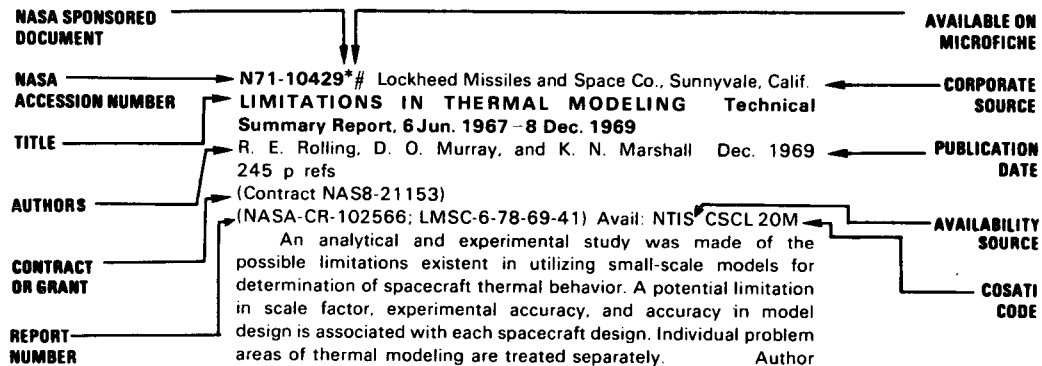 NASA SPONSORED
DOCUMENT
AVAILABLE ON
MICROFICHE
NASA
ACCESSION NUMBER
N71-10429*# Lockheed Missiles and Space Co., Sunnyvale, Calif.
CORPORATE
SOURCE
TITLE
LIMITATIONS IN THERMAL MODELING Technical
Summary Report, 6 Jun. 1967 – 8 Dec. 1969
AUTHORS
R. E. Rolling, D. O. Murray, and K. N. Marshall Dec. 1969
245 p refs
PUBLICATION
DATE
CONTRACT
OR GRANT
(Contract NAS8-21153)
REPORT
NUMBER
(NASA-CR-102566; LMSC-6-78-69-41) Avail: NTIS CSCL 20M
AVAILABILITY
SOURCE
COSATI
CODE
An analytical and experimental study was made of the
possible limitations existent in utilizing small-scale models for
determination of spacecraft thermal behavior. A potential limitation
in scale factor, experimental accuracy, and accuracy in model
design is associated with each spacecraft design. Individual problem
areas of thermal modeling are treated separately. Author